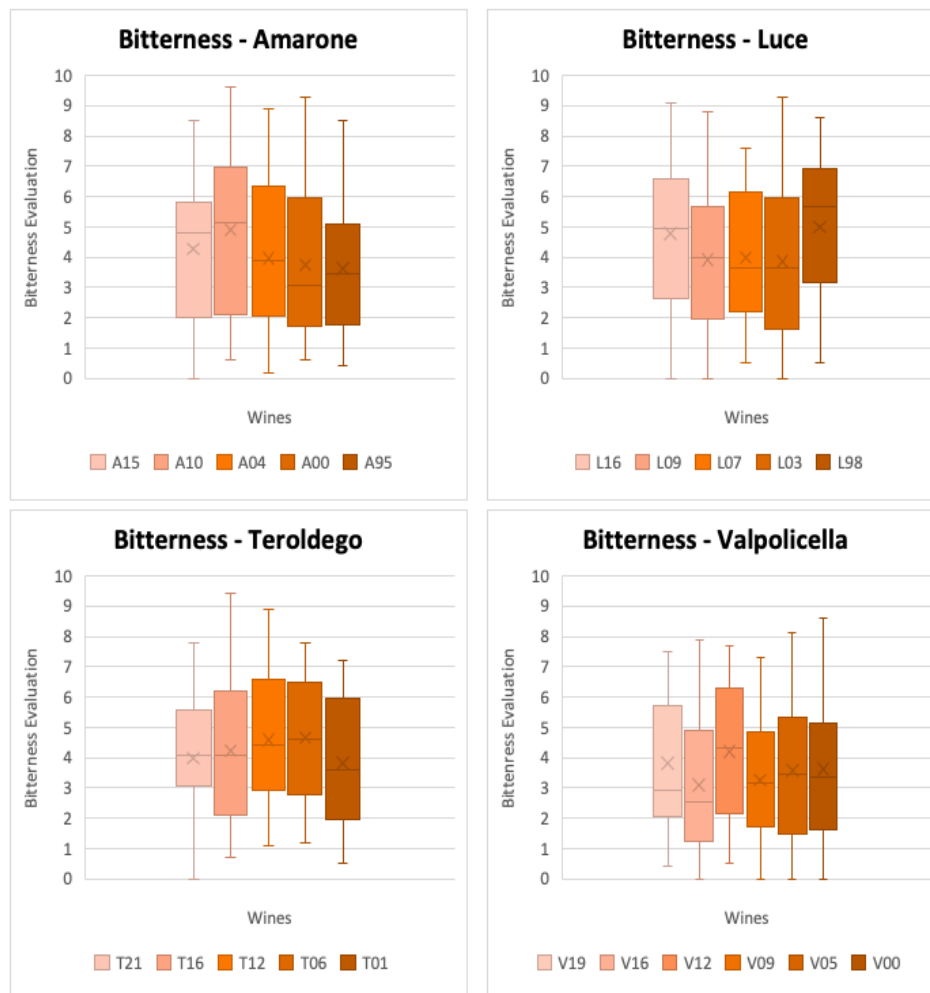 Bitterness - Amarone
10
9
8
7
6
5
4
3
2
1
0
Bitterness Evaluation
Wines
A15 A10 A04 A00 A95
Bitterness - Luce
10
9
8
7
6
5
4
3
2
1
0
Bitterness Evaluation
Wines
L16 L09 L07 L03 L98
Bitterness - Teroldego
10
9
8
7
6
5
4
3
2
1
0
Bitterness Evaluation
Wines
T21 T16 T12 T06 T01
Bitterness - Valpolicella
10
9
8
7
6
5
4
3
2
1
0
Bittenress Evaluation
Wines
V19 V16 V12 V09 V05 V00